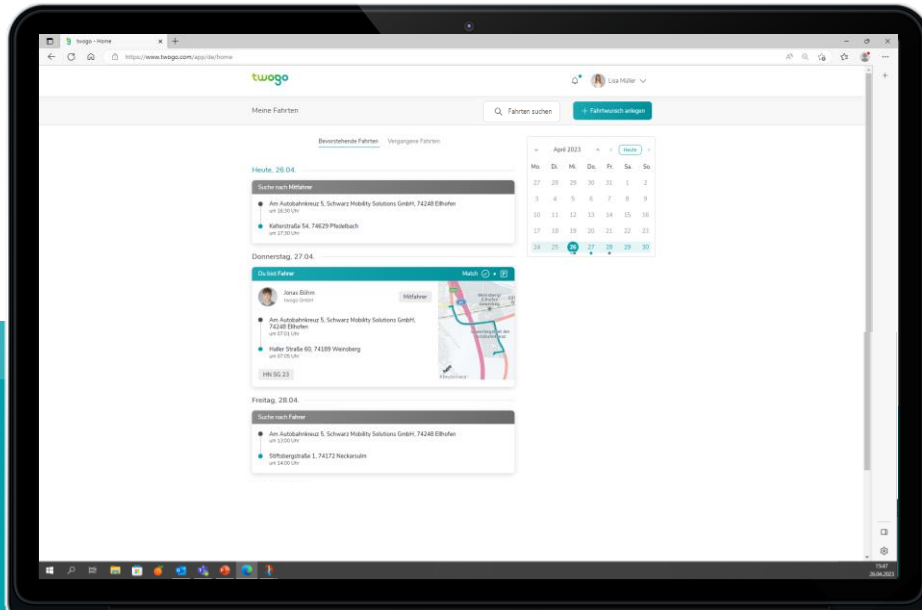 twogo - Home
https://www.twogo.com/app/de/home
twogo
Lisa Müller
Meine Fahrten
Fahrten suchen
+ Fahrtwunsch anlegen
Bevorstehende Fahrten Vergangene Fahrten
Heute, 26.04.
Suche nach Mitfahrer
Am Autobahnkreuz 5, Schwarz Mobility Solutions GmbH, 74248 Ellhofen
um 16:30 Uhr
Kelterstraße 54, 74629 Pfedelbach
um 17:30 Uhr
Donnerstag, 27.04.
Du bist Fahrer Match
Jonas Böhm
twogo GmbH
Mitfahrer
Am Autobahnkreuz 5, Schwarz Mobility Solutions GmbH,
74248 Ellhofen
um 07:01 Uhr
Haller Straße 60, 74189 Weinsberg
um 07:05 Uhr
HN SG 23
Weinsberg/
Ellhofen
Freitag, 28.04.
Suche nach Fahrer
Am Autobahnkreuz 5, Schwarz Mobility Solutions GmbH, 74248 Ellhofen
um 13:00 Uhr
Stiftsbergstraße 1, 74172 Neckarsulm
um 14:00 Uhr
April 2023 Heute
Mo. Di. Mi. Do. Fr. Sa. So.
27 28 29 30 31 1 2
3 4 5 6 7 8 9
10 11 12 13 14 15 16
17 18 19 20 21 22 23
24 25 26 27 28 29 30
15:47
26.04.2023